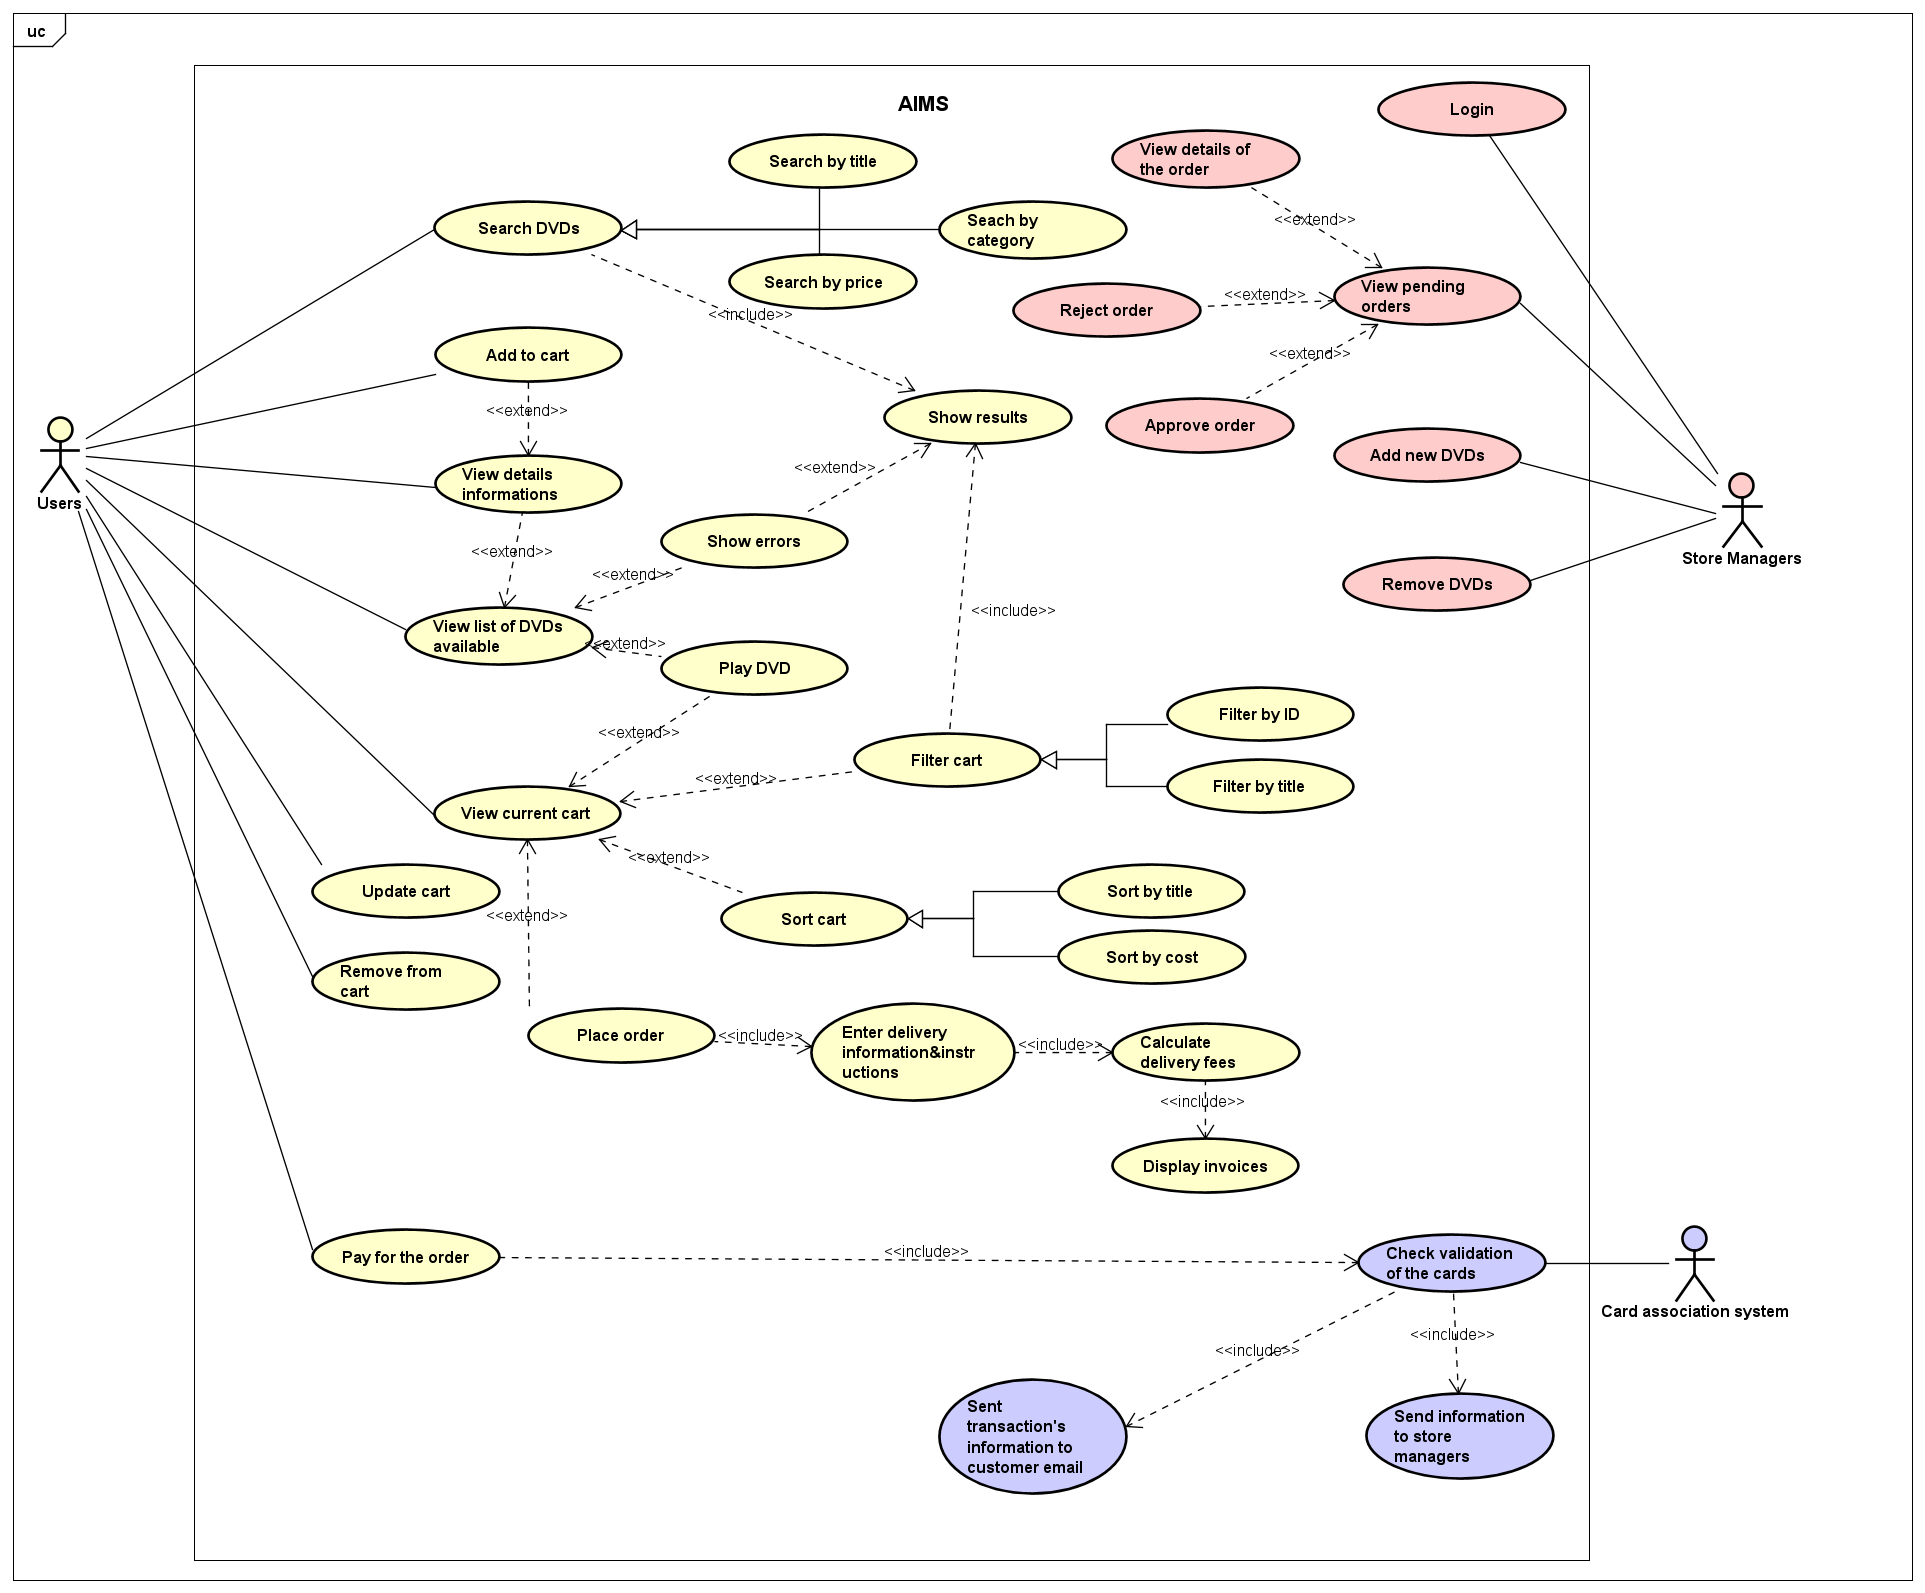 uc
AIMS
Login
View details of
the order
Search by title
Search DVDs
Seach by
category
<<extend>>
Search by price
View pending
orders
<<extend>>
Reject order
<<include>>
Add to cart
<<extend>>
<<extend>>
Show results
Approve order
Add new DVDs
<<extend>>
View details
informations
Users
Store Managers
Show errors
<<extend>>
<<extend>>
Remove DVDs
<<include>>
View list of DVDs
available
<<extend>>
Play DVD
Filter by ID
<<extend>>
Filter cart
<<extend>>
Filter by title
View current cart
<<extend>>
Update cart
Sort by title
<<extend>>
Sort cart
Sort by cost
Remove from
cart
Place order
<<include>>
Enter delivery
information&instr
uctions
<<include>>
Calculate
delivery fees
<<include>>
Display invoices
Pay for the order
<<include>>
Check validation
of the cards
Card association system
<<include>>
<<include>>
Sent
transaction's
information to
customer email
Send information
to store
managers